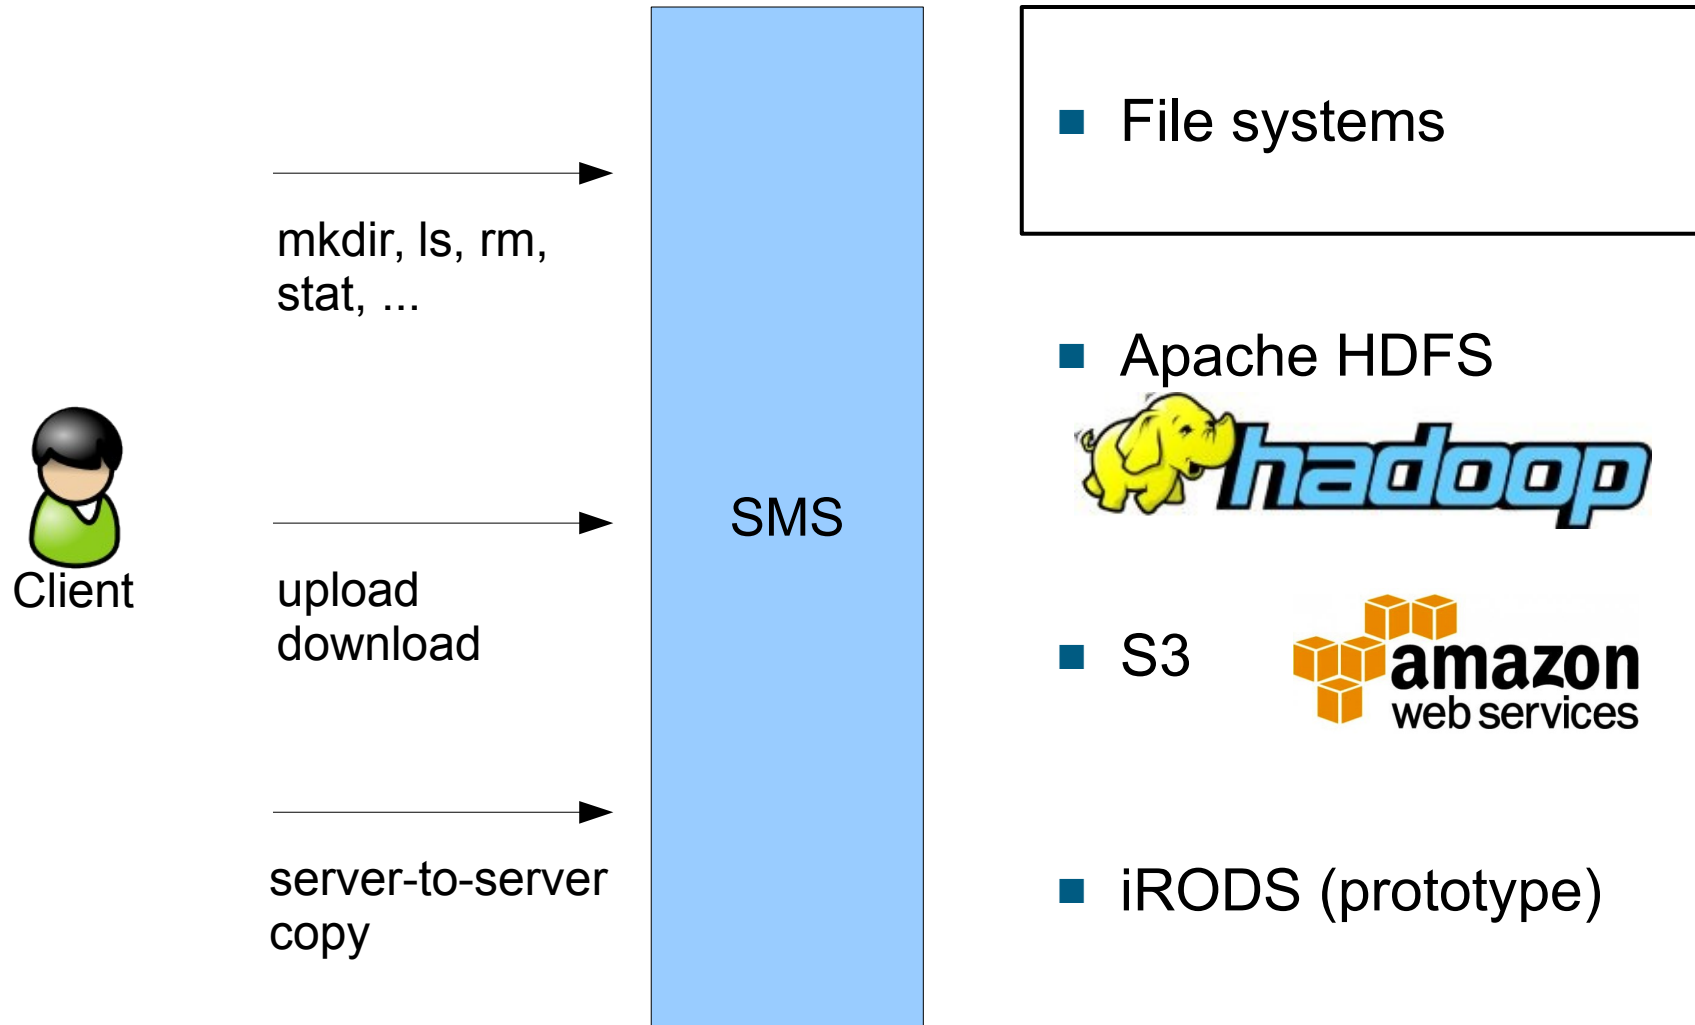 mkdir, ls, rm,
stat, ...
Client
upload
download
server-to-server
copy
SMS
File systems
Apache HDFS
hadoop
S3
amazon
web services
iRODS (prototype)